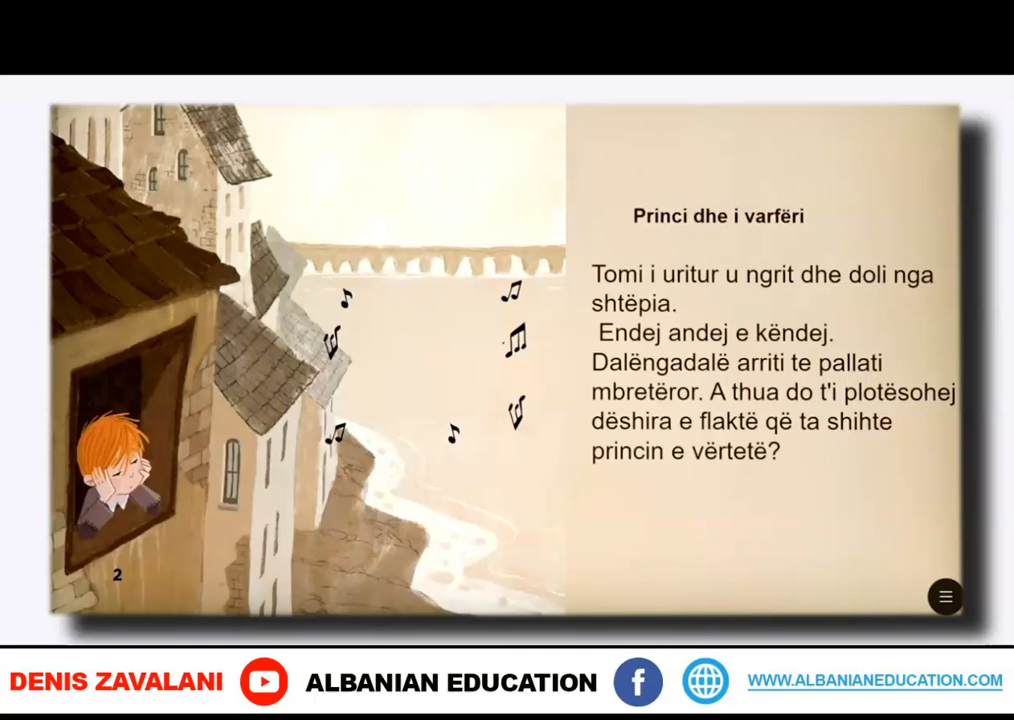 Princi dhe i varfëri
Tomi i uritur u ngrit dhe doli nga
shtëpia.
Endej andej e këndej.
Dalëngadalë arriti te pallati
mbretëror. A thua do t'i plotësohej
dëshira e flaktë që ta shihte
princin e vërtetë?
2
DENIS ZAVALANI
ALBANIAN EDUCATION
f
WWW.ALBANIANEDUCATION.COM